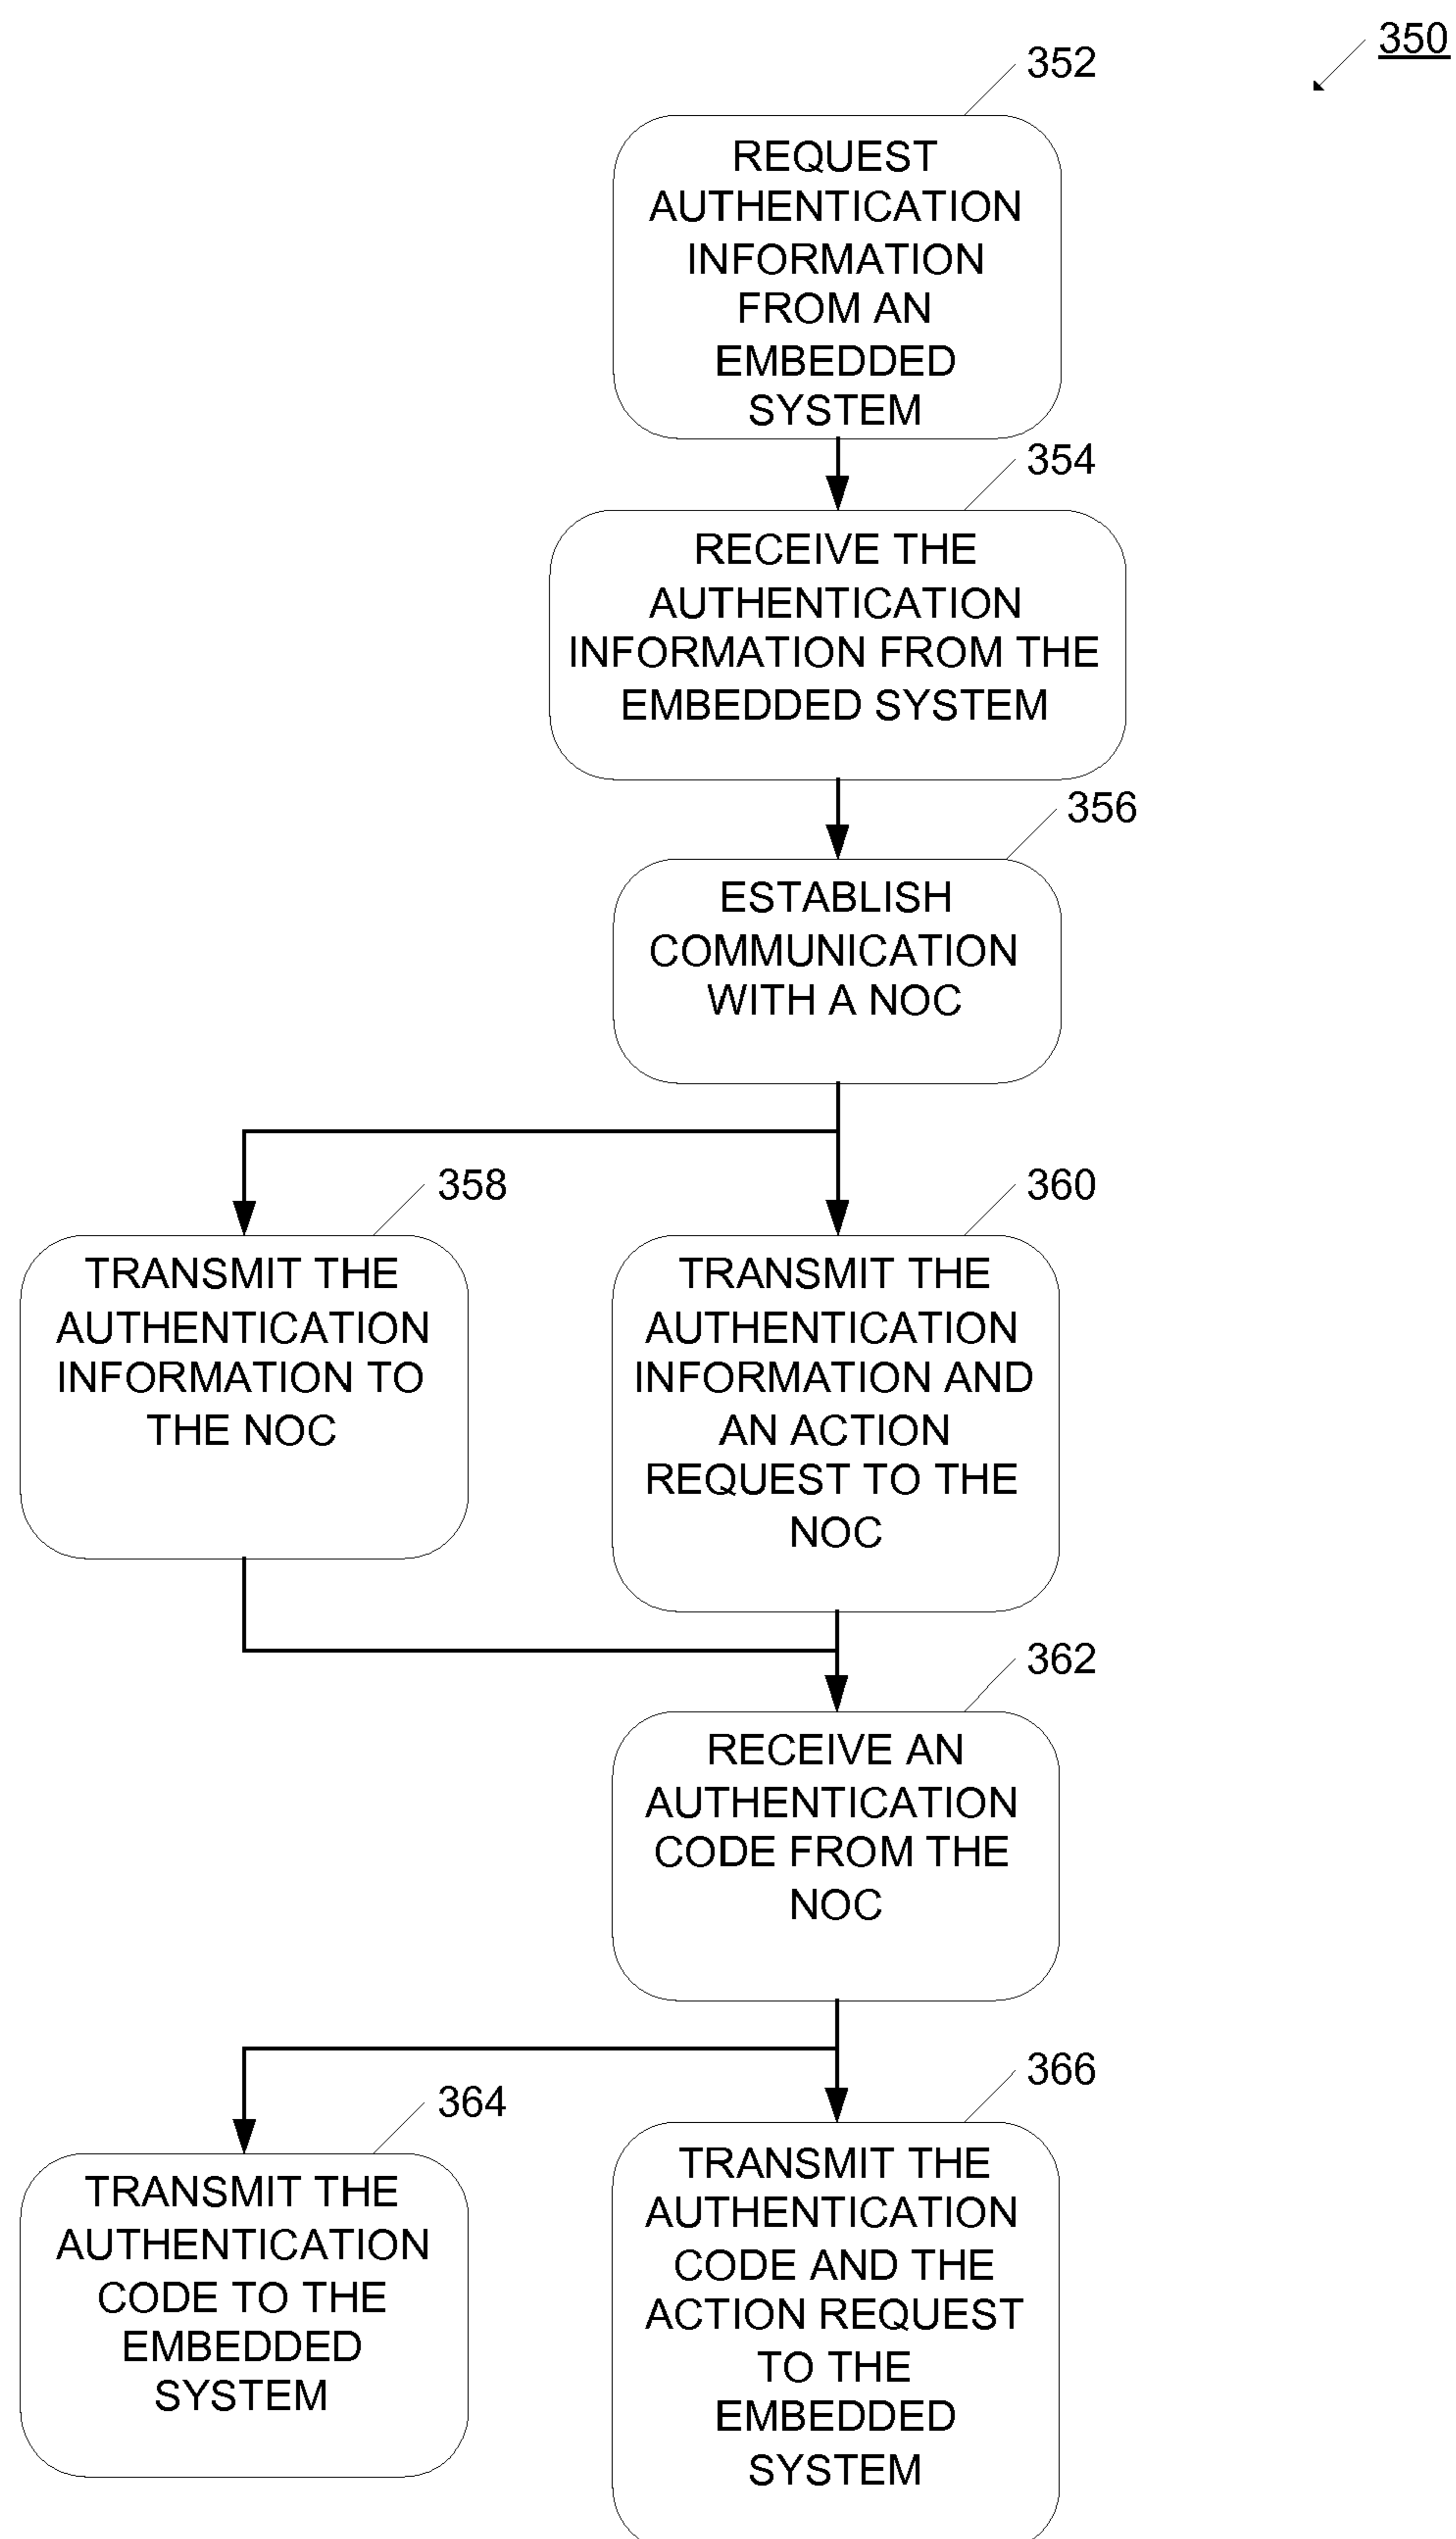 350
352
REQUEST
AUTHENTICATION
INFORMATION
FROM AN
EMBEDDED
SYSTEM
354
RECEIVE THE
AUTHENTICATION
INFORMATION FROM THE
EMBEDDED SYSTEM
356
ESTABLISH
COMMUNICATION
WITH A NOC
358
TRANSMIT THE
AUTHENTICATION
INFORMATION TO
THE NOC
360
TRANSMIT THE
AUTHENTICATION
INFORMATION AND
AN ACTION
REQUEST TO THE
NOC
362
RECEIVE AN
AUTHENTICATION
CODE FROM THE
NOC
364
TRANSMIT THE
AUTHENTICATION
CODE TO THE
EMBEDDED
SYSTEM
366
TRANSMIT THE
AUTHENTICATION
CODE AND THE
ACTION REQUEST
TO THE
EMBEDDED
SYSTEM